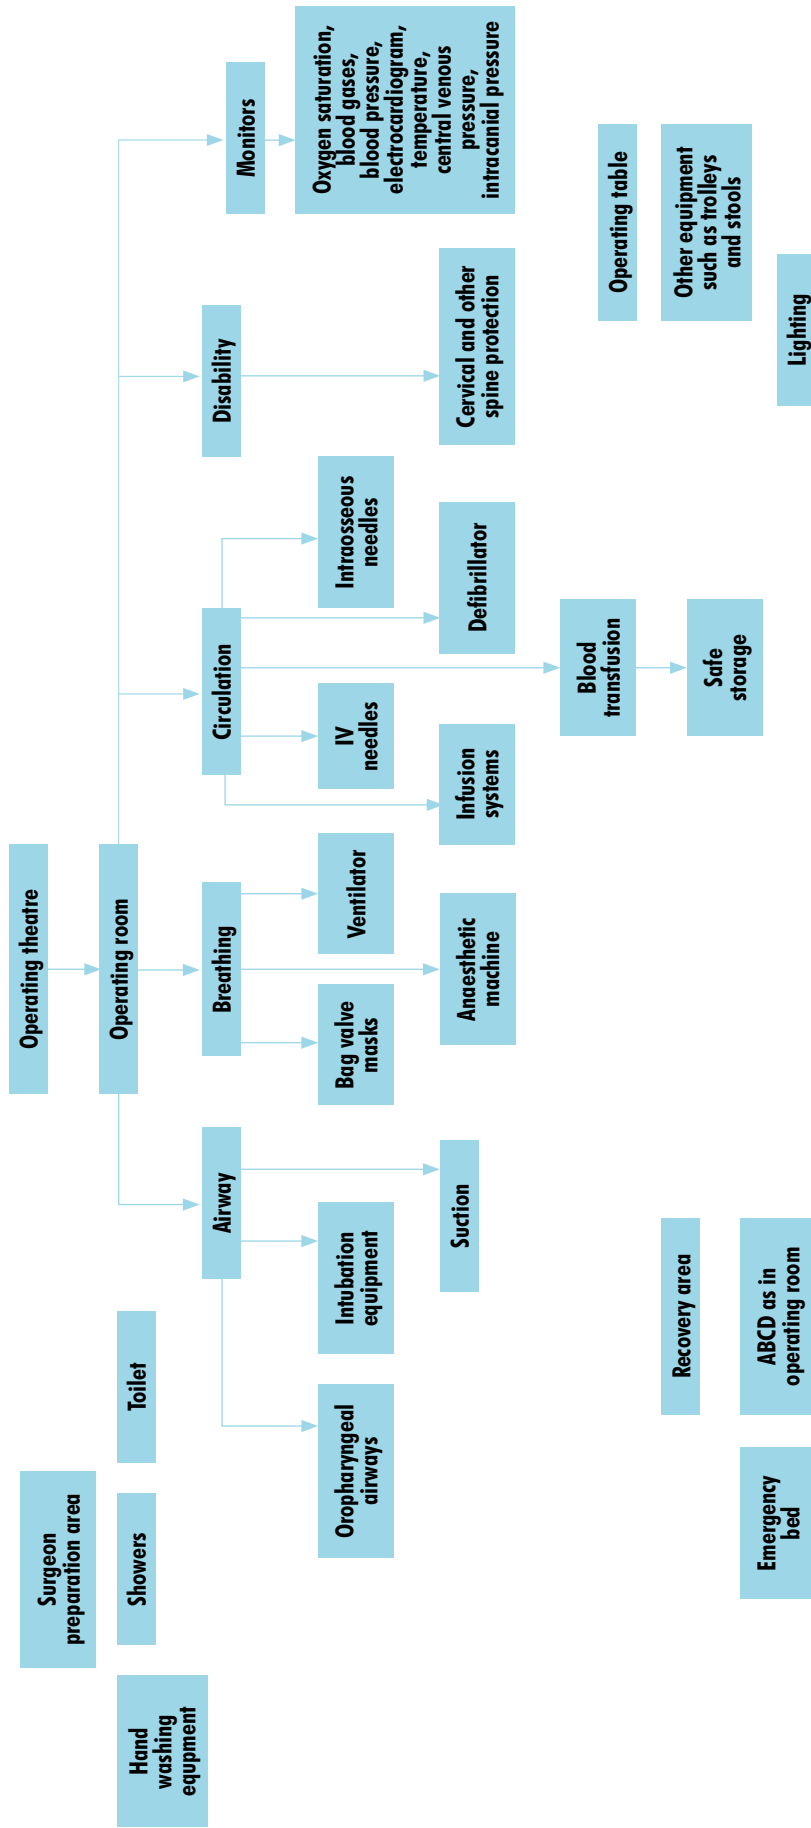 Operating theatre
Surgeon
preparation area
Operating room
Hand
washing
equpment
Showers
Toilet
Airway
Breathing
Circulation
Disability
Monitors
Oropharyngeal
airways
Intubation
equipment
Suction
Bag valve
masks
Anaesthetic
machine
Ventilator
Infusion
systems
IV
needles
Blood
transfusion
Safe
storage
Defibrillator
Intraosseous
needles
Cervical and other
spine protection
Oxygen saturation,
blood gases,
blood pressure,
electrocardiogram,
temperature,
central venous
pressure,
intracanial pressure
Recovery area
Emergency
bed
ABCD as in
operating room
Operating table
Other equipment
such as trolleys
and stools
Lighting